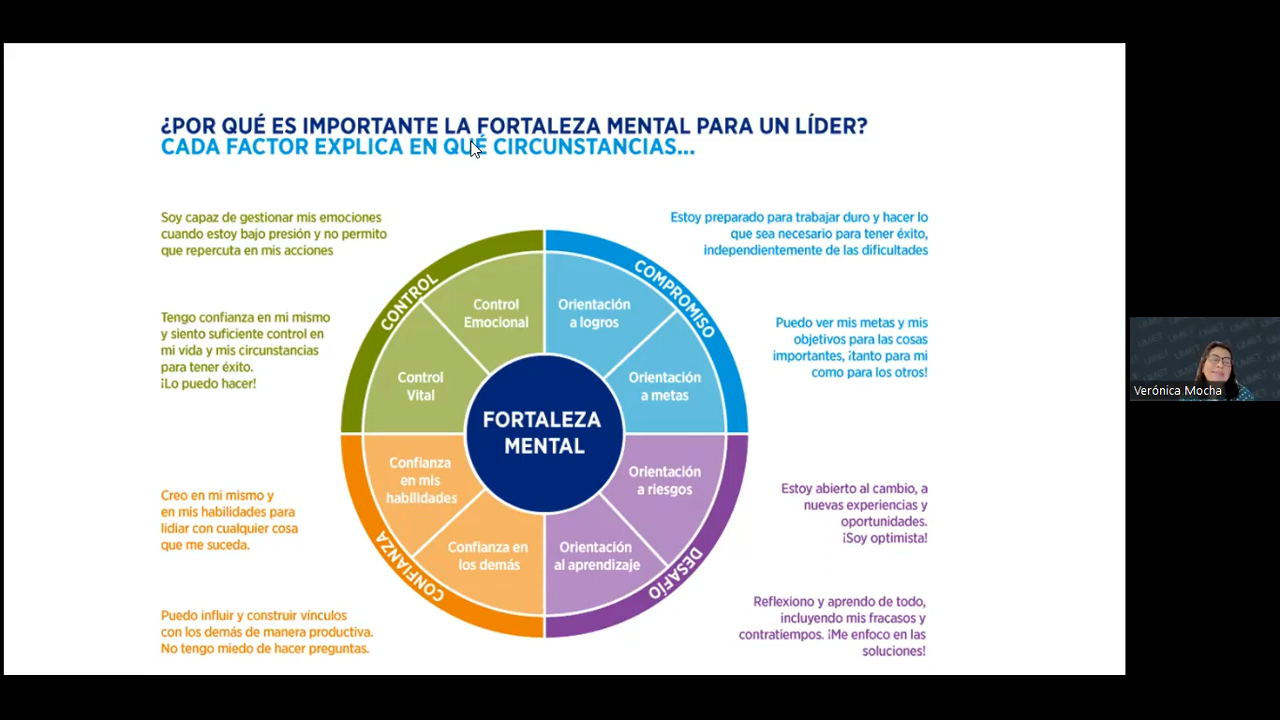 ¿POR QUÉ ES IMPORTANTE LA FORTALEZA MENTAL PARA UN LÍDER?
CADA FACTOR EXPLICA EN QUÉ CIRCUNSTANCIAS...
Soy capaz de gestionar mis emociones
cuando estoy bajo presión y no permito
que repercuta en mis acciones
Tengo confianza en mi mismo
y siento suficiente control en
mi vida y mis circunstancias
para tener éxito.
¡Lo puedo hacer!
Creo en mi mismo y
en mis habilidades para
lidiar con cualquier cosa
que me suceda.
Puedo influir y construir vínculos
con los demás de manera productiva.
No tengo miedo de hacer preguntas.
CONTROL
Control
Emocional
Control
Vital
COMPROMISO
Orientación
a logros
Orientación
a metas
FORTALEZA
MENTAL
CONFIANZA
Confianza
en mis
habilidades
Confianza en
los demás
DESAFÍO
Orientación
a riesgos
Orientación
al aprendizaje
Estoy preparado para trabajar duro y hacer lo
que sea necesario para tener éxito,
independientemente de las dificultades
Puedo ver mis metas y mis
objetivos para las cosas
importantes, ¡tanto para mi
como para los otros!
Estoy abierto al cambio, a
nuevas experiencias y
oportunidades.
¡Soy optimista!
Reflexiono y aprendo de todo,
incluyendo mis fracasos y
contratiempos. ¡Me enfoco en las
soluciones!
Verónica Mocha